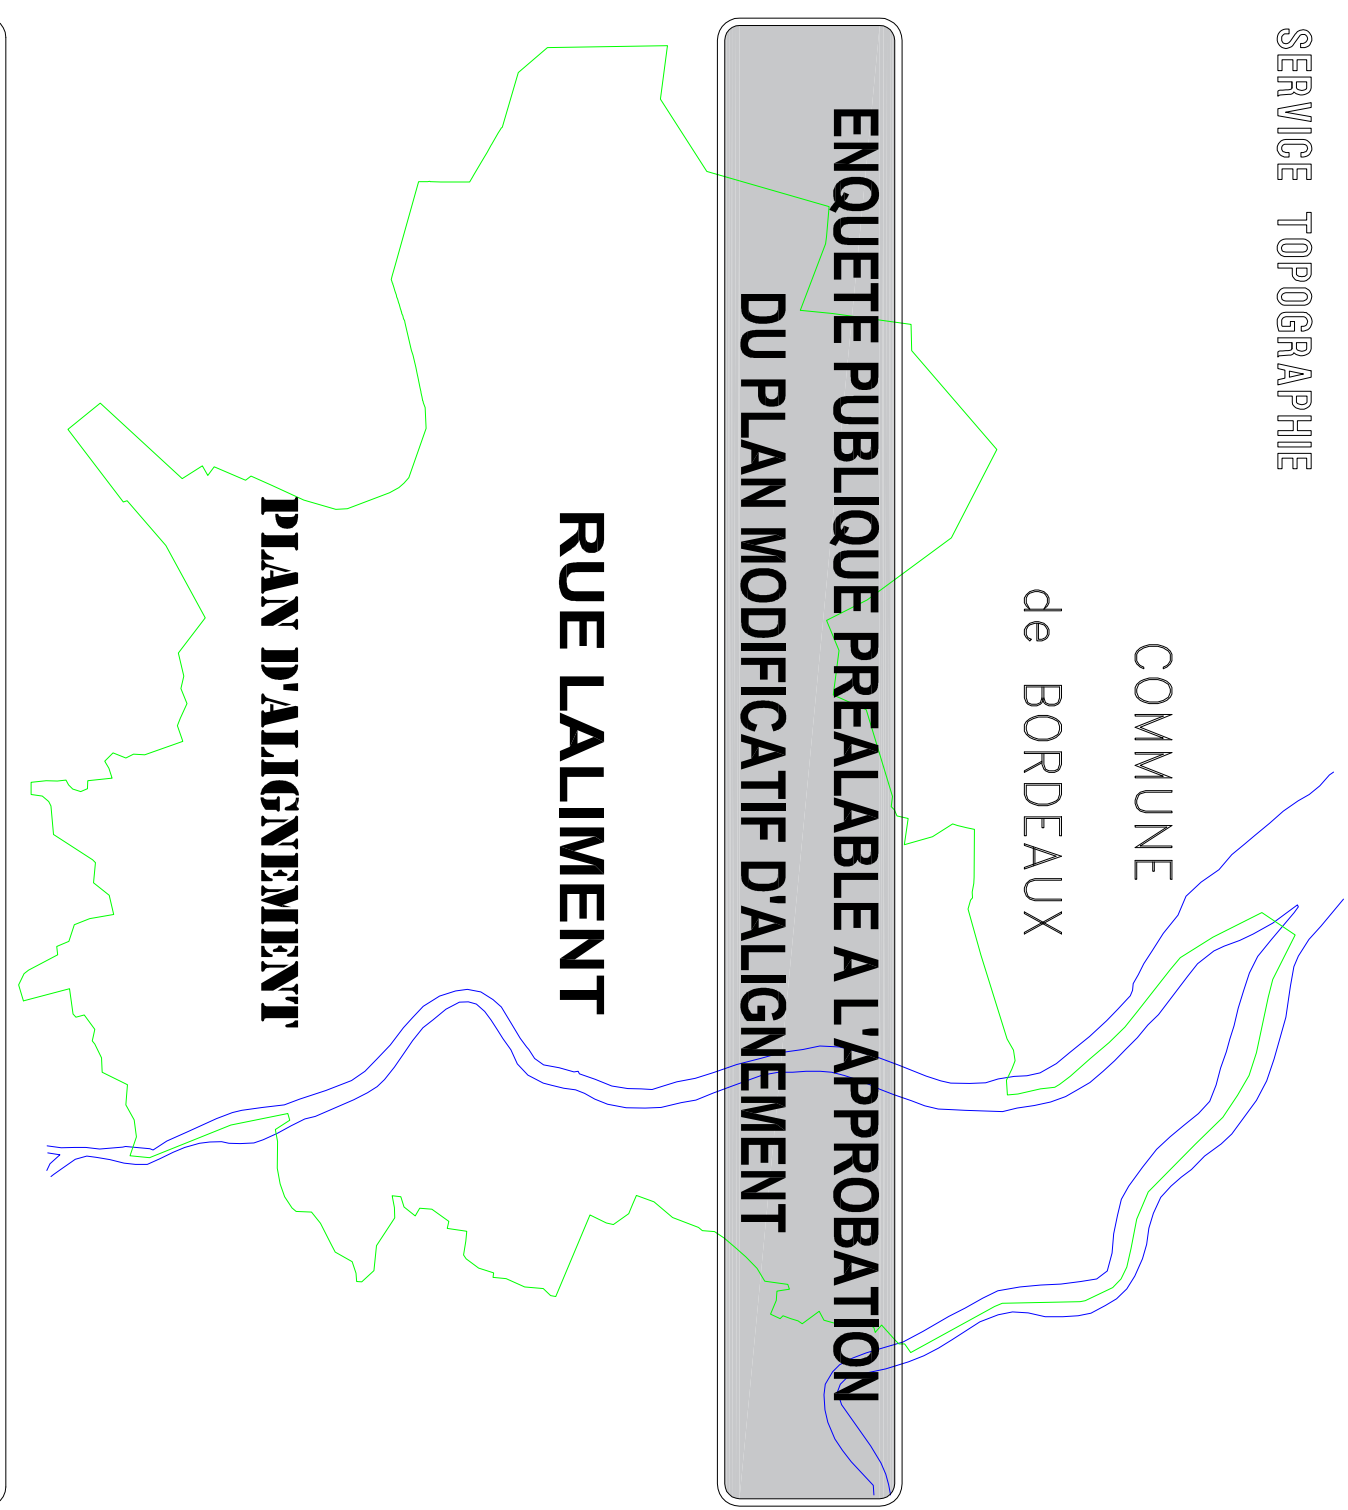 SERVICE TOPOGRAPHIE
COMMUNE
de BORDEAUX
ENQUETE PUBLIQUE PREALABLE A L'APPROBATION
DU PLAN MODIFICATIF D'ALIGNEMENT
RUE LALIMENT
PLAN D'ALIGNEMENT